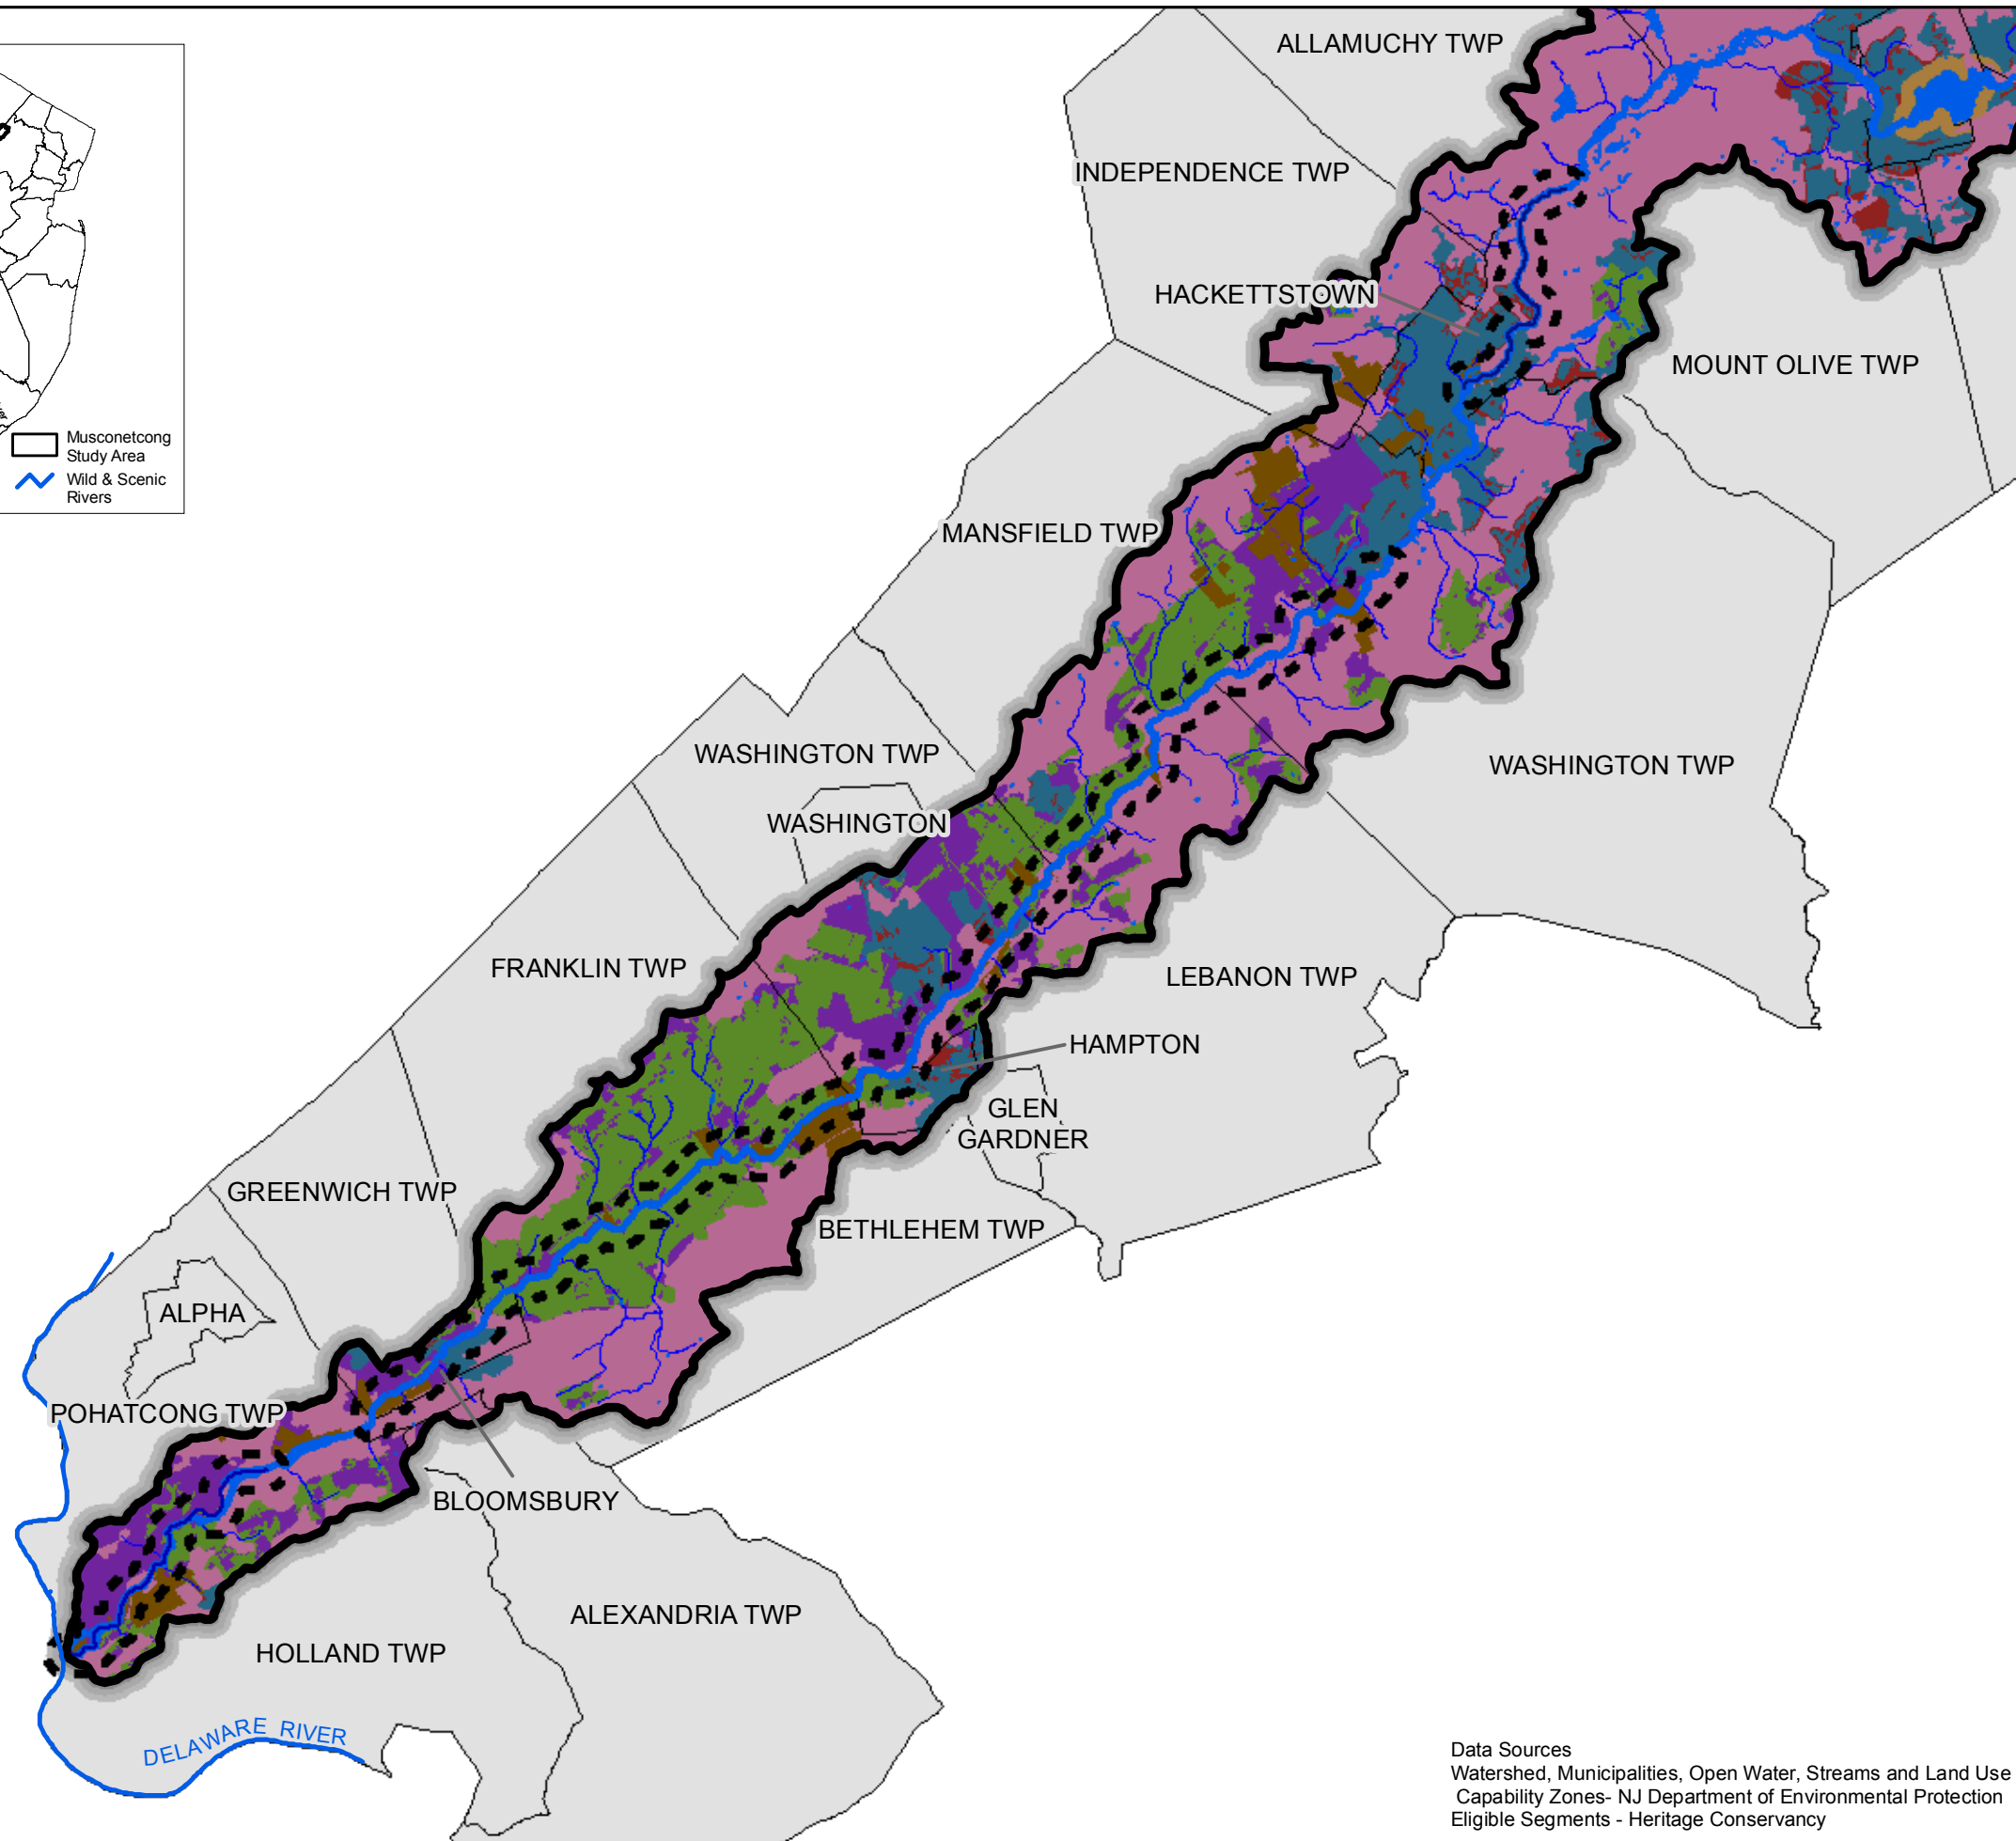 ALLAMUCHY TWP
INDEPENDENCE TWP
HACKETTSTOWN
MOUNT OLIVE TWP
Musconetcong
Study Area
Wild & Scenic
Rivers
MANSFIELD TWP
WASHINGTON TWP
WASHINGTON TWP
WASHINGTON
FRANKLIN TWP
LEBANON TWP
HAMPTON
GLEN
GARDNER
GREENWICH TWP
BETHLEHEM TWP
ALPHA
POHATCONG TWP
BLOOMSBURY
ALEXANDRIA TWP
HOLLAND TWP
DELAWARE RIVER
Data Sources
Watershed, Municipalities, Open Water, Streams and Land Use
Capability Zones- NJ Department of Environmental Protection
Eligible Segments - Heritage Conservancy